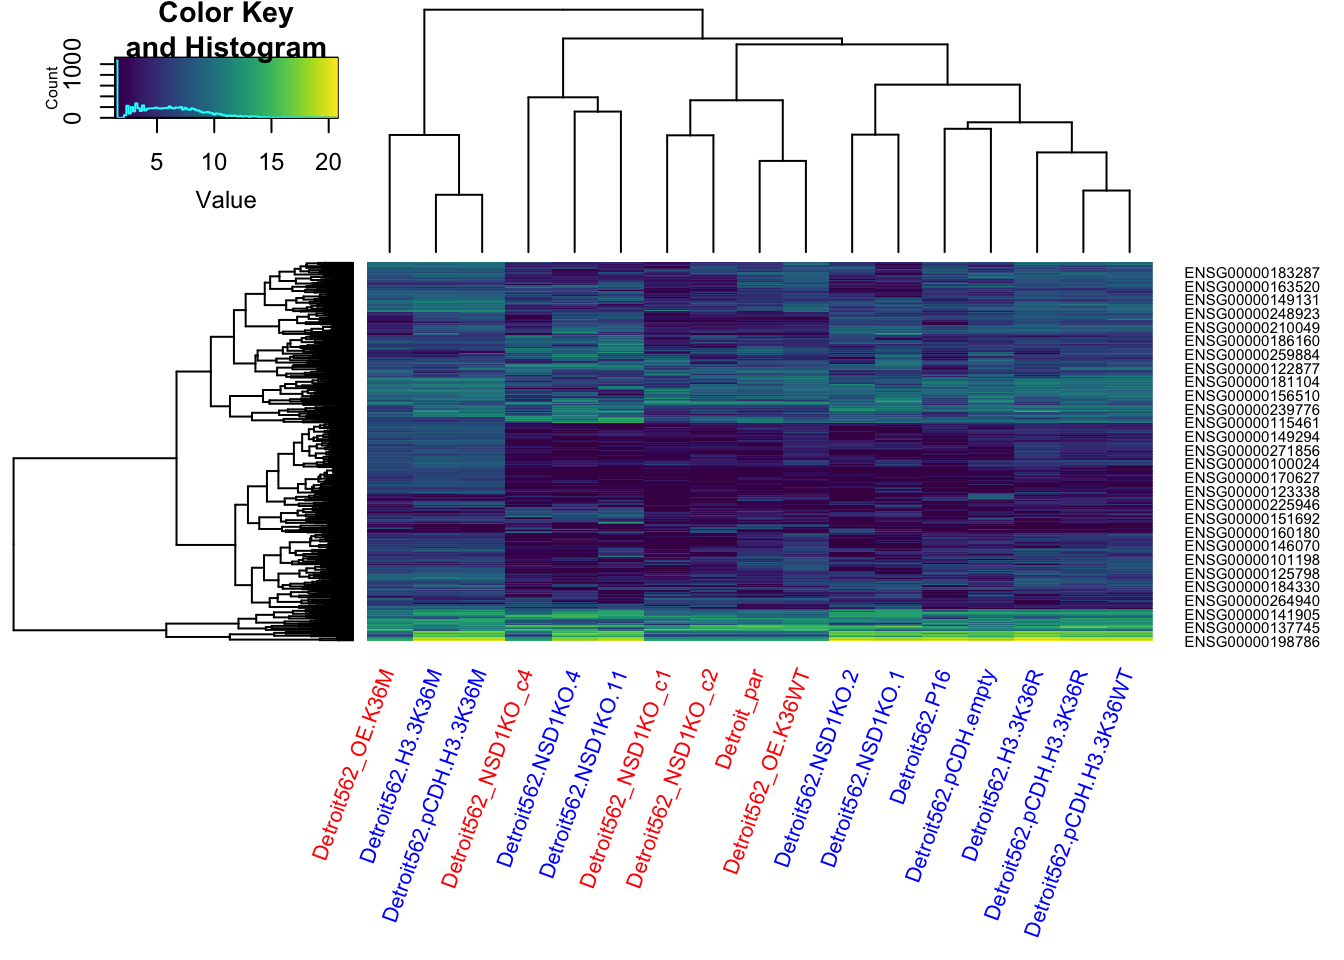 Color Key
and Histogram
Count
0 1000
5 10 15 20
Value
ENSG00000183287
ENSG00000163520
ENSG00000149131
ENSG00000248923
ENSG00000210049
ENSG00000186160
ENSG00000259884
ENSG00000122877
ENSG00000181104
ENSG00000156510
ENSG00000239776
ENSG00000115461
ENSG00000149294
ENSG00000271856
ENSG00000100024
ENSG00000170627
ENSG00000123338
ENSG00000225946
ENSG00000151692
ENSG00000160180
ENSG00000146070
ENSG00000101198
ENSG00000125798
ENSG00000184330
ENSG00000264940
ENSG00000141905
ENSG00000137745
ENSG00000198786
Detroit562_OE.K36M
Detroit562.H3.3K36M
Detroit562.pCDH.H3.3K36M
Detroit562_NSD1KO_c4
Detroit562.NSD1KO.4
Detroit562.NSD1KO.11
Detroit562_NSD1KO_c1
Detroit562_NSD1KO_c2
Detroit_par
Detroit562_OE.K36WT
Detroit562.NSD1KO.2
Detroit562.NSD1KO.1
Detroit562.P16
Detroit562.pCDH.empty
Detroit562.H3.3K36R
Detroit562.pCDH.H3.3K36R
Detroit562.pCDH.H3.3K36WT